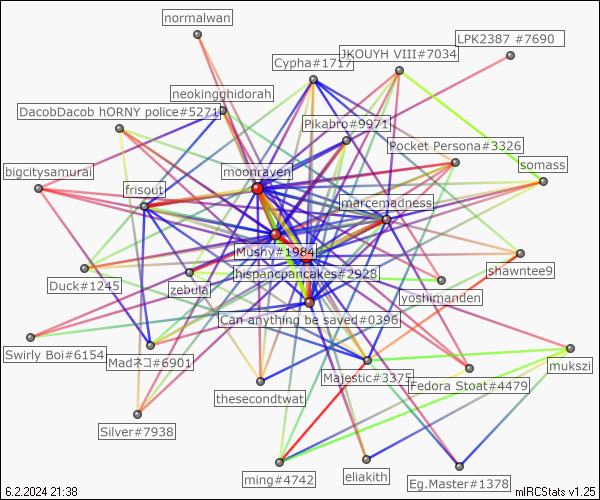 normalwan
LPK2387 #7690
JKOUYH VIII#7034
Cypha#1717
neokingghidorah
DacobDacob hORNY police#5271
Pikabro#9971
Pocket Persona#3326
bigcitysamurai
moonraven
somass
frisout
marcemadness
Mushy#1984
hispancpancakes#2928
shawntee9
Duck#1245
zebula
yoshimanden
Can anything be saved#0396
Swirly Boi#6154
Madネコ#6901
Majestic#3375
mukszi
Fedora Stoat#4479
thesecondtwat
Silver#7938
ming#4742
eliakith
Eg.Master#1378
6.2.2024 21:38
mIRCStats v1.25